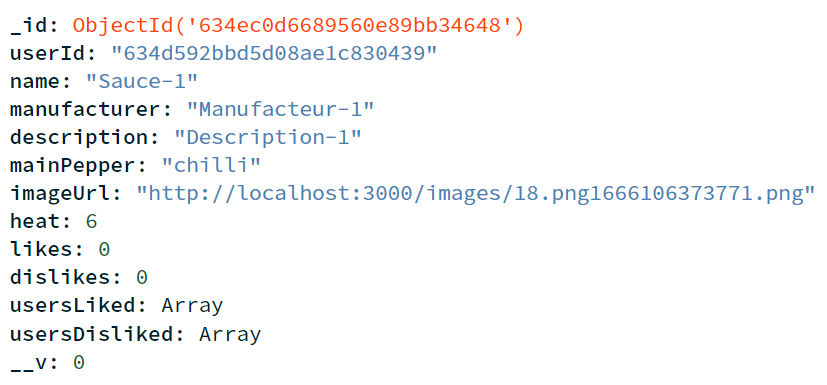 _id: ObjectId('634ec0d6689560e89bb34648')
userId: "634d592bbd5d08ae1c830439"
name: "Sauce-1"
manufacturer: "Manufacteur-1"
description: "Description-1"
mainPepper: "chilli"
imageUrl: "http://localhost:3000/images/18.png1666106373771.png"
heat: 6
likes: 0
dislikes: 0
usersLiked: Array
usersDisliked: Array
__v: 0